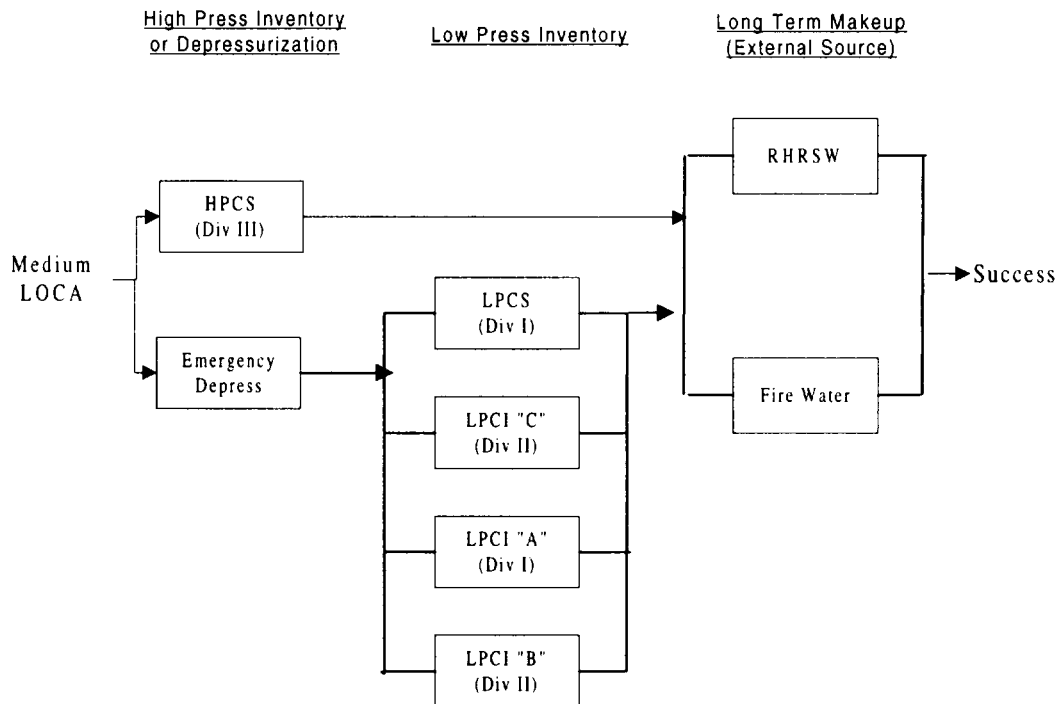 High Press Inventory
or Depressurization
Low Press Inventory
Long Term Makeup
(External Source)
RHRSW
HPCS
(Div III)
Medium
LOCA
LPCS
(Div I)
Success
Emergency
Depress
Fire Water
LPCI "C"
(Div II)
LPCI "A"
(Div I)
LPCI "B"
(Div II)